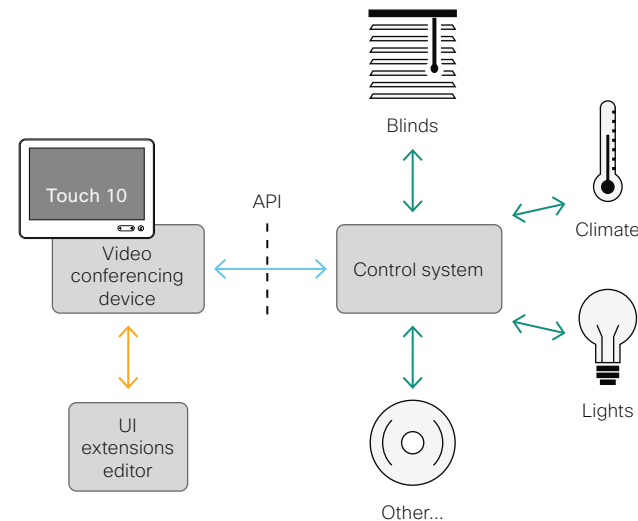 Blinds
Touch 10
API
Climate
Video
conferencing
device
Control system
Lights
UI
extensions
editor
Other...